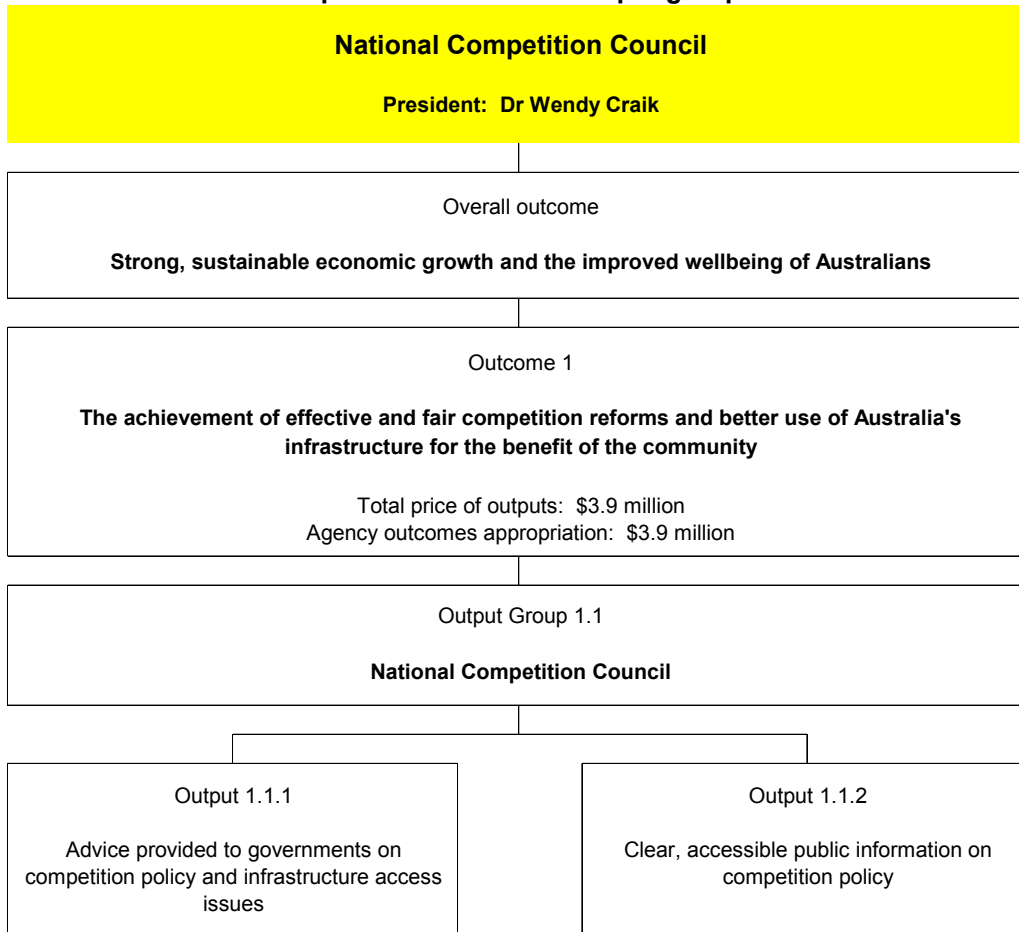 National Competition Council
President: Dr Wendy Craik
Overall outcome
Strong, sustainable economic growth and the improved wellbeing of Australians
Outcome 1
The achievement of effective and fair competition reforms and better use of Australia's
infrastructure for the benefit of the community
Total price of outputs: $3.9 million
Agency outcomes appropriation: $3.9 million
Output Group 1.1
National Competition Council
Output 1.1.1
Advice provided to governments on
competition policy and infrastructure access
issues
Output 1.1.2
Clear, accessible public information on
competition policy